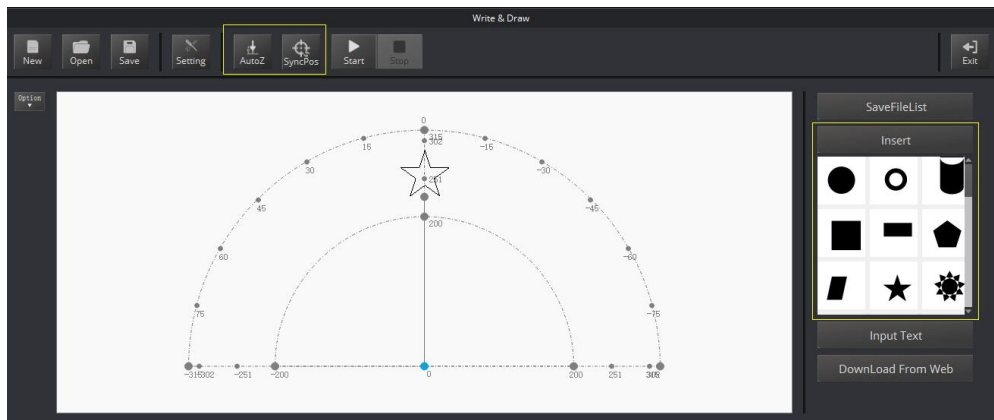 Write & Draw
New Open Save Setting AutoZ SyncPos Start Stop Exit
Option
SaveFileList
Insert
Input Text
DownLoad From Web
0
315
302
15 -15
30 -30
251
45 -45
200
60 -60
75 -75
-315 -302 -251 -200 0 200 251